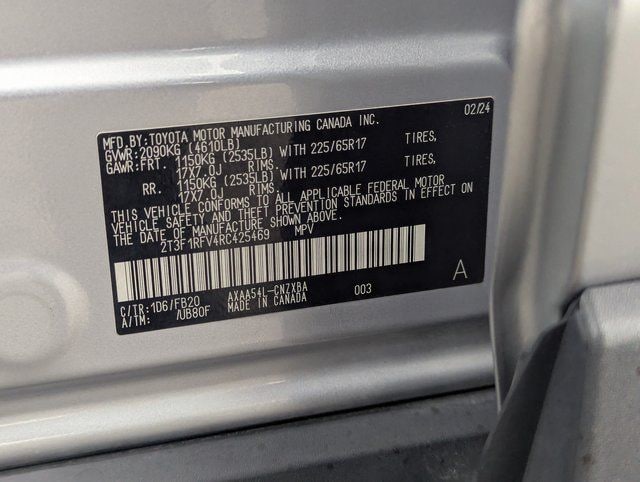 MFD.BY:TOYOTA MOTOR MANUFACTURING CANADA INC. 02/24
GVWR:2090KG (4610LB)
GAWR:FRT. 1150KG (2535LB) WITH 225/65R17 TIRES,
17X7.0J RIMS.
RR. 1150KG (2535LB) WITH 225/65R17 TIRES,
17X7.0J RIMS.
THIS VEHICLE CONFORMS TO ALL APPLICABLE FEDERAL MOTOR
VEHICLE SAFETY AND THEFT PREVENTION STANDARDS IN EFFECT ON
THE DATE OF MANUFACTURE SHOWN ABOVE.
2T3F1RFV4RC425469 MPV
C/TR:1D6/FB20 AXAA54L-CNZXBA 003 A
A/TM: /UB80F MADE IN CANADA